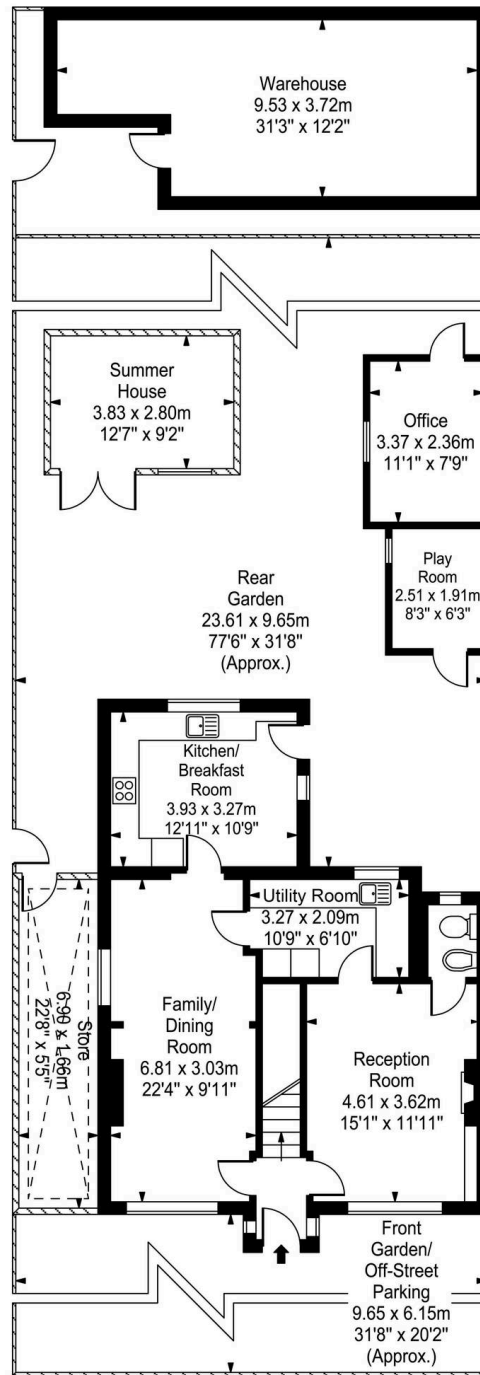 Warehouse
9.53 x 3.72m
31'3" x 12'2"
Summer
House
3.83 x 2.80m
12'7" x 9'2"
Office
3.37 x 2.36m
11'1" x 7'9"
Play
Room
2.51 x 1.91m
8'3" x 6'3"
Rear
Garden
23.61 x 9.65m
77'6" x 31'8"
(Approx.)
Kitchen/
Breakfast
Room
3.93 x 3.27m
12'11" x 10'9"
Utility Room
3.27 x 2.09m
10'9" x 6'10"
Store
6.90 x 1.66m
22'8" x 5'5"
Family/
Dining
Room
6.81 x 3.03m
22'4" x 9'11"
Reception
Room
4.61 x 3.62m
15'1" x 11'11"
Front
Garden/
Off-Street
Parking
9.65 x 6.15m
31'8" x 20'2"
(Approx.)